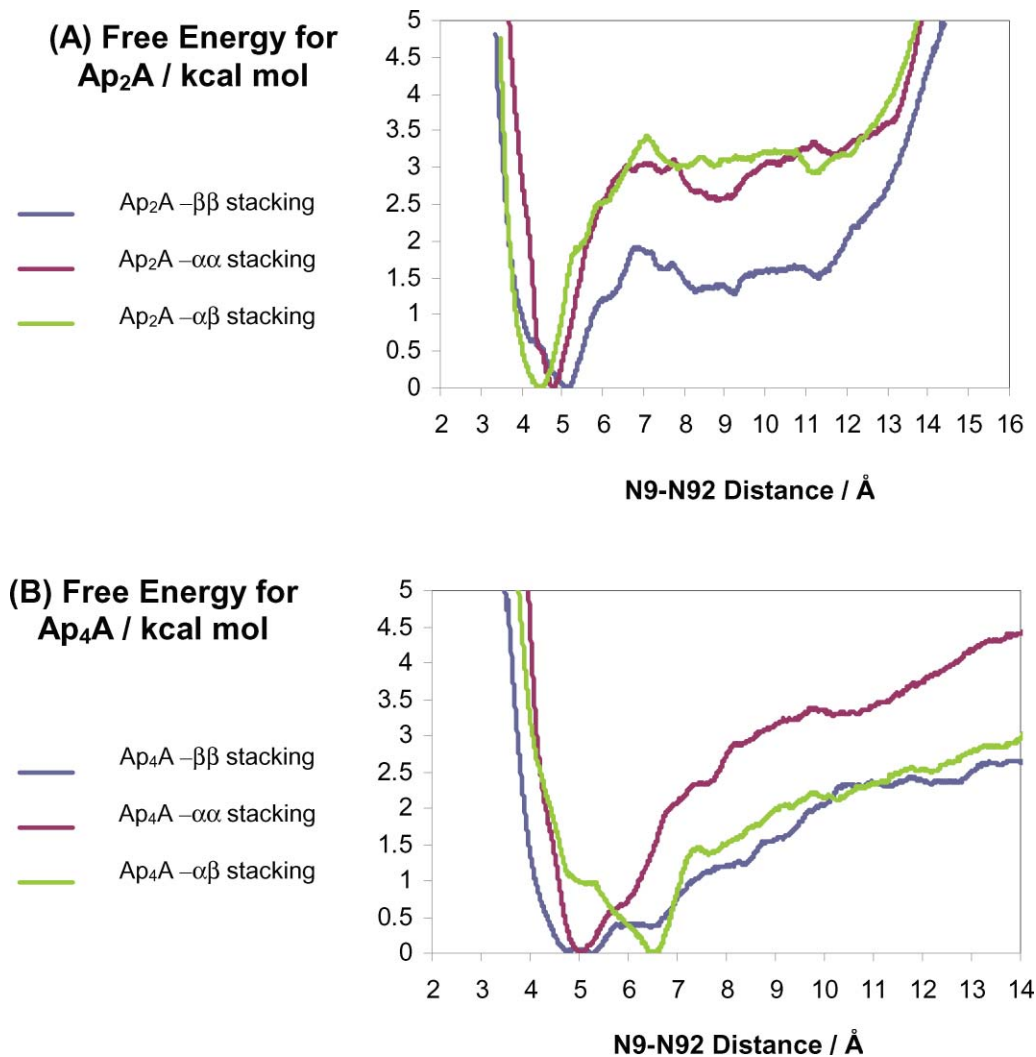 (A) Free Energy for
Ap₂A / kcal mol
Ap₂A –ββ stacking
Ap₂A –αα stacking
Ap₂A –αβ stacking
5
4.5
4
3.5
3
2.5
2
1.5
1
0.5
0
2 3 4 5 6 7 8 9 10 11 12 13 14 15 16
N9-N92 Distance / Å
(B) Free Energy for
Ap₄A / kcal mol
Ap₄A –ββ stacking
Ap₄A –αα stacking
Ap₄A –αβ stacking
5
4.5
4
3.5
3
2.5
2
1.5
1
0.5
0
2 3 4 5 6 7 8 9 10 11 12 13 14
N9-N92 Distance / Å